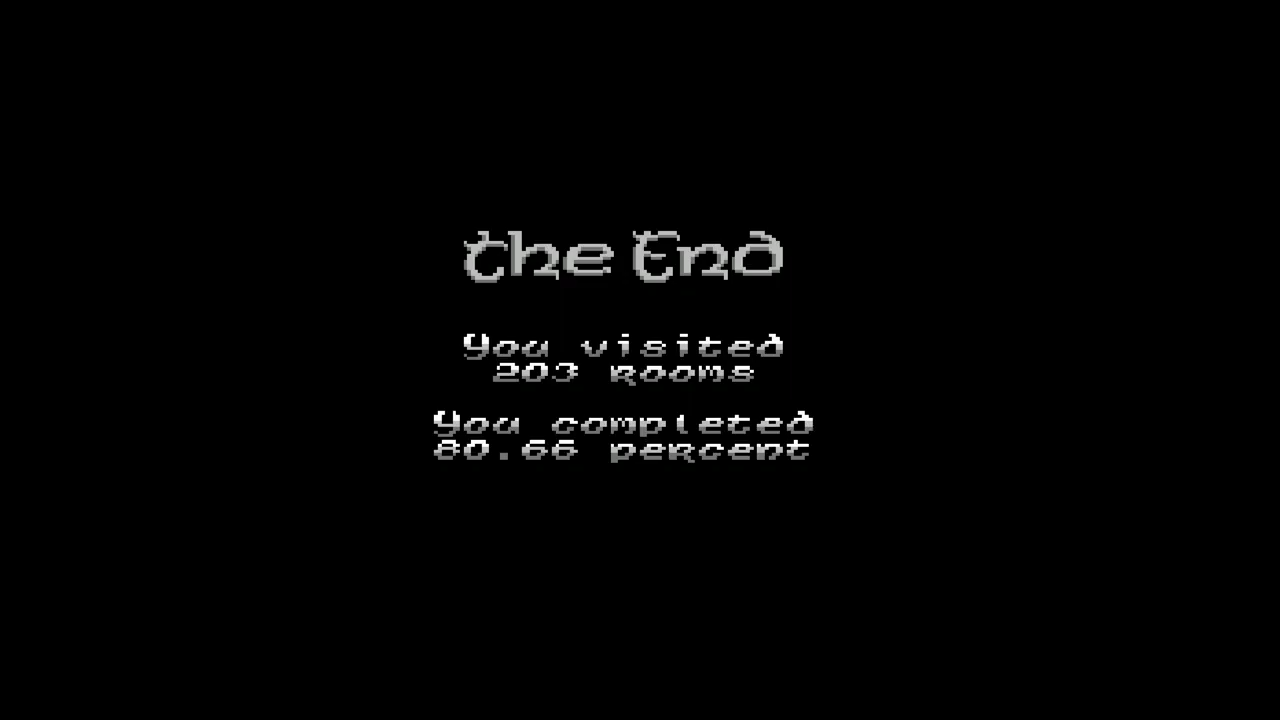 The End
You visited
203 rooms
You completed
80.66 percent